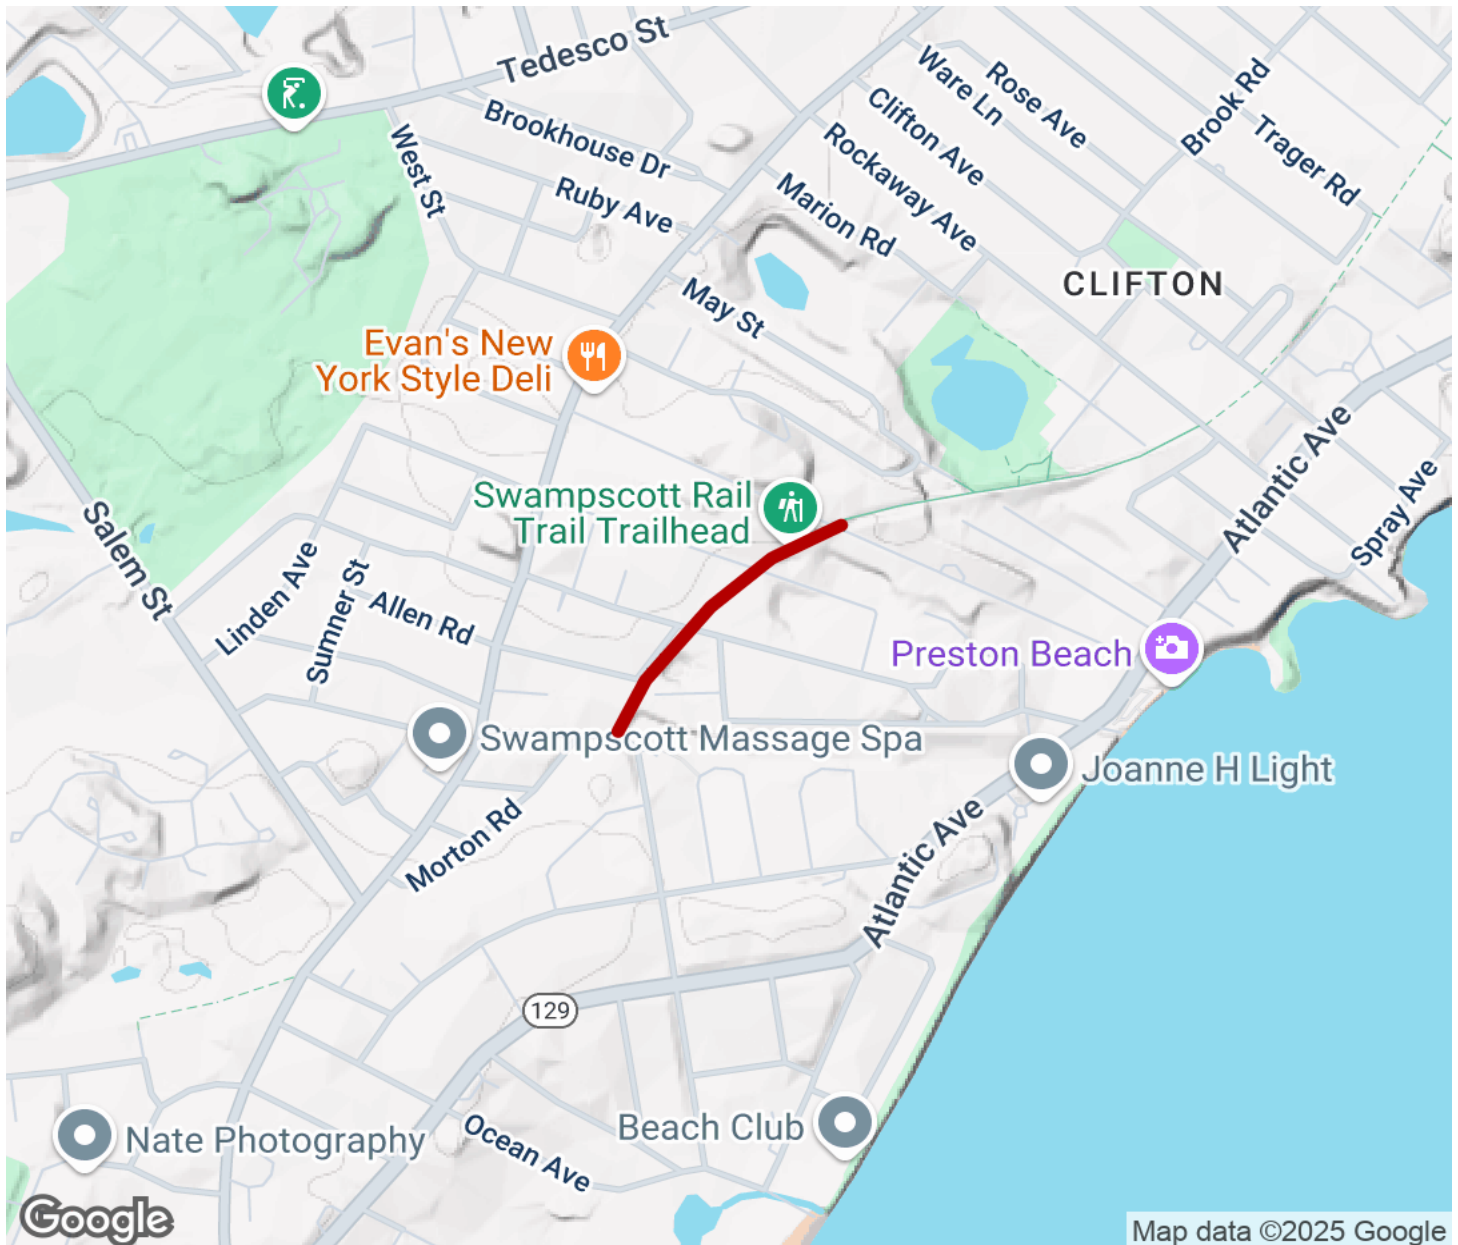 Tedesco St
Brookhouse Dr
West St
Ruby Ave
Ware Ln
Rose Ave
Clifton Ave
Brook Rd
Trager Rd
Rockaway Ave
Marion Rd
May St
CLIFTON
Evan's New
York Style Deli
Swampscott Rail
Trail Trailhead
Atlantic Ave
Spray Ave
Salem St
Linden Ave
Sumner St
Allen Rd
Preston Beach
Swampscott Massage Spa
Joanne H Light
Morton Rd
Atlantic Ave
129
Nate Photography
Ocean Ave
Beach Club
Google
Map data ©2025 Google